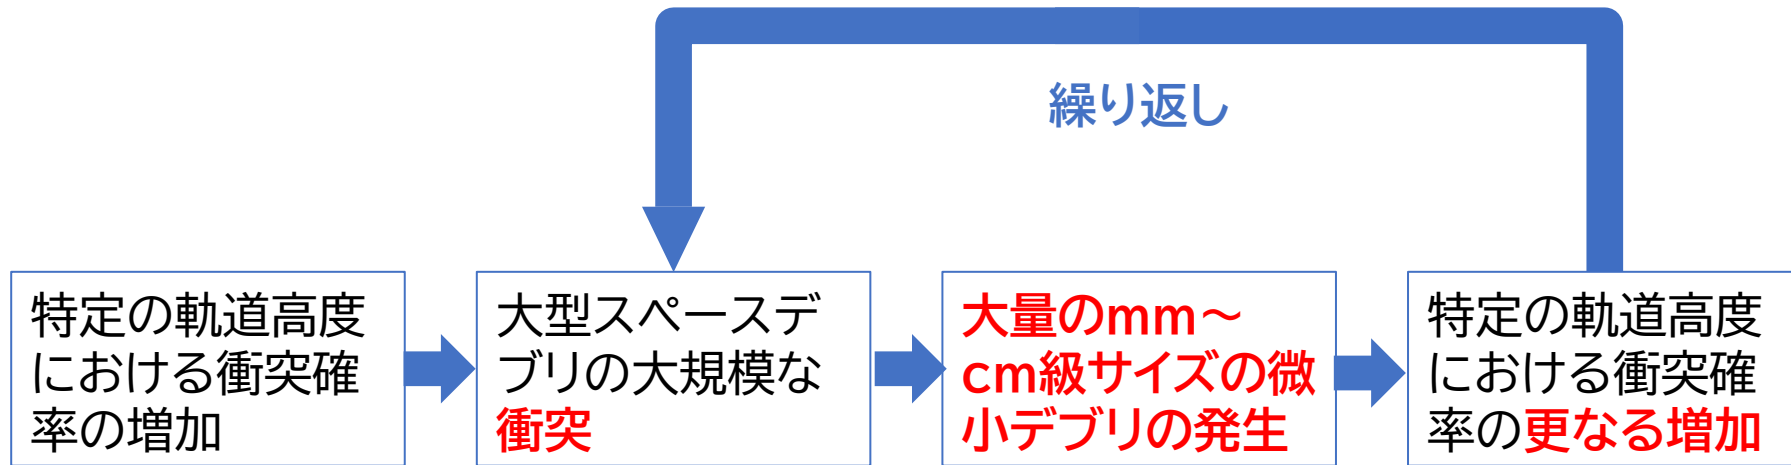 繰り返し
特定の軌道高度
における衝突確
率の増加
大型スペースデ
ブリの大規模な
衝突
大量のmm～
cm級サイズの微
小デブリの発生
特定の軌道高度
における衝突確
率の更なる増加